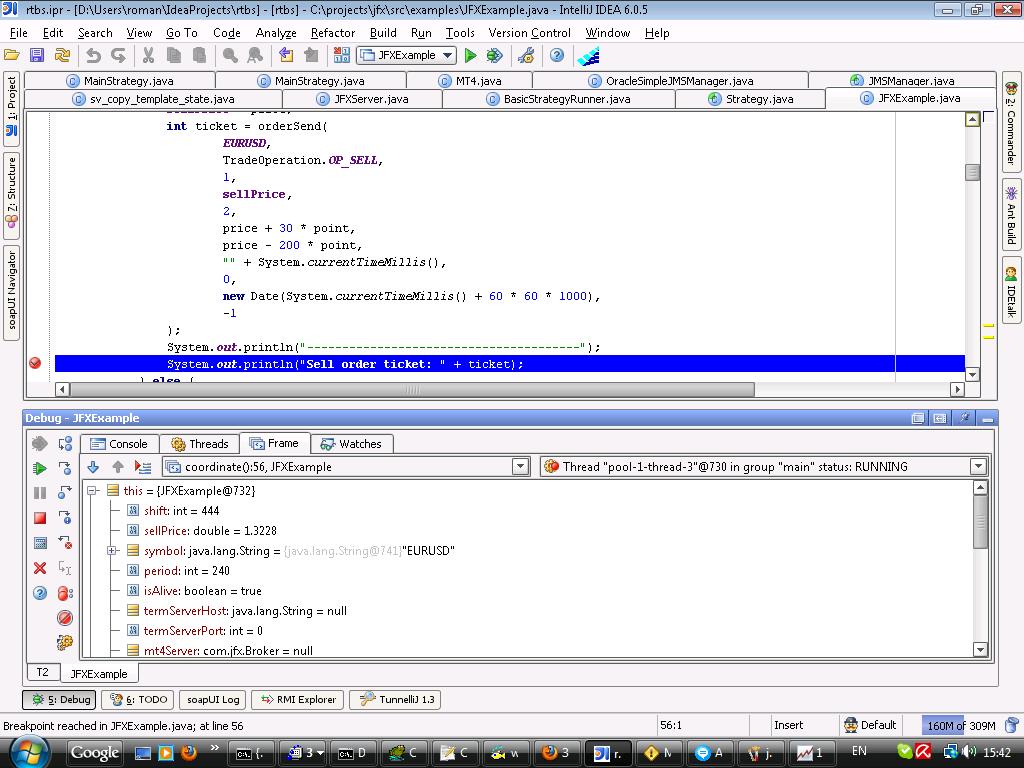 rtbs.ipr - [D:\Users\roman\IdeaProjects\rtbs] - [rtbs] - C:\projects\jfx\src\examples\JFXExample.java - IntelliJ IDEA 6.0.5
File Edit Search View Go To Code Analyze Refactor Build Run Tools Version Control Window Help
JFXExample
MainStrategy.java MainStrategy.java MT4.java OracleSimpleJMSManager.java JMSManager.java
sv_copy_template_state.java JFXServer.java BasicStrategyRunner.java Strategy.java JFXExample.java
1: Project
7: Structure
soapUI Navigator
int ticket = orderSend(
EURUSD,
TradeOperation.OP_SELL,
1,
sellPrice,
2,
price + 30 * point,
price - 200 * point,
"" + System.currentTimeMillis(),
0,
new Date(System.currentTimeMillis() + 60 * 60 * 1000),
-1
);
System.out.println("---------------------------------------");
System.out.println("Sell order ticket: " + ticket);
} else {
2: Commander
Ant Build
IDEtalk
Debug - JFXExample
Console Threads Frame Watches
coordinate():56, JFXExample Thread "pool-1-thread-3"@730 in group "main" status: RUNNING
this = {JFXExample@732}
shift: int = 444
sellPrice: double = 1.3228
symbol: java.lang.String = {java.lang.String@741}"EURUSD"
period: int = 240
isAlive: boolean = true
termServerHost: java.lang.String = null
termServerPort: int = 0
mt4Server: com.jfx.Broker = null
T2 JFXExample
5: Debug 6: TODO soapUI Log RMI Explorer TunnelliJ 1.3
Breakpoint reached in JFXExample.java; at line 56 56:1 Insert Default 160M of 309M
Google » {. 3 D C C w 3 r. M A j. 1 EN 15:42